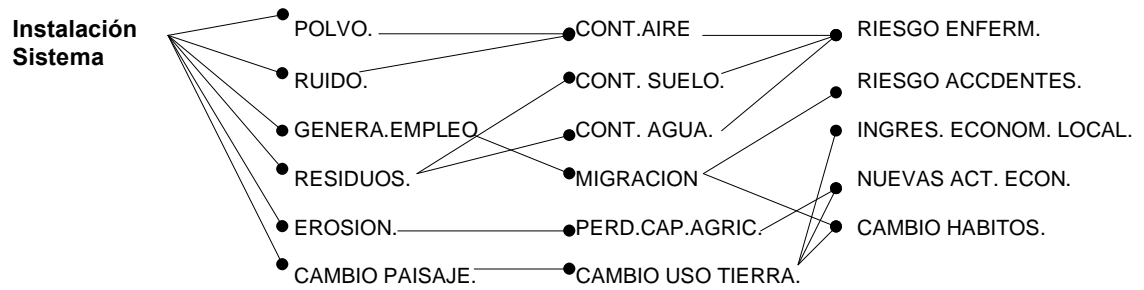 Instalación
Sistema
POLVO.
CONT.AIRE
RIESGO ENFERM.
RUIDO.
CONT. SUELO.
RIESGO ACCDENTES.
GENERA.EMPLEO
CONT. AGUA.
INGRES. ECONOM. LOCAL.
RESIDUOS.
MIGRACION
NUEVAS ACT. ECON.
EROSION.
PERD.CAP.AGRIC.
CAMBIO HABITOS.
CAMBIO PAISAJE.
CAMBIO USO TIERRA.